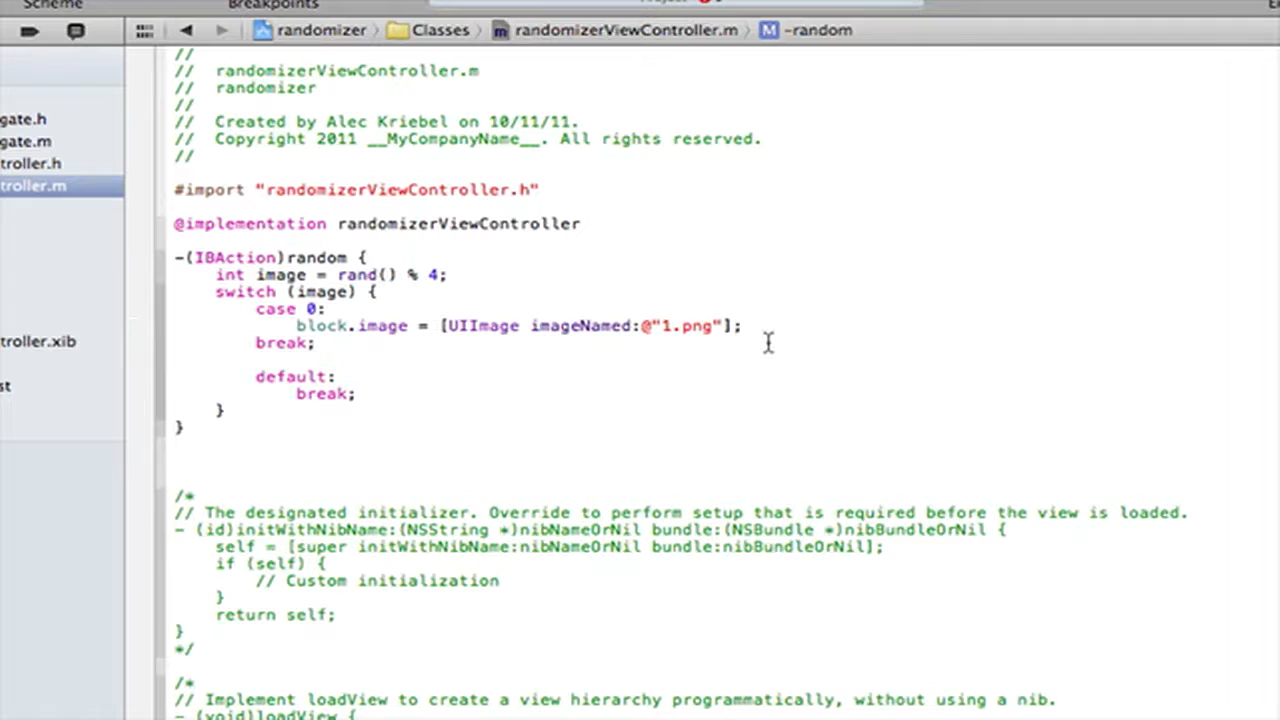 Scheme
Breakpoints
randomizer
Classes
randomizerViewController.m
M
-random
gate.h
gate.m
troller.h
troller.m
troller.xib
st
//
// randomizerViewController.m
// randomizer
//
// Created by Alec Kriebel on 10/11/11.
// Copyright 2011 __MyCompanyName__. All rights reserved.
//
#import "randomizerViewController.h"
@implementation randomizerViewController
-(IBAction)random {
int image = rand() % 4;
switch (image) {
case 0:
block.image = [UIImage imageNamed:@"1.png"];
break;
default:
break;
}
}
/*
// The designated initializer. Override to perform setup that is required before the view is loaded.
- (id)initWithNibName:(NSString *)nibNameOrNil bundle:(NSBundle *)nibBundleOrNil {
self = [super initWithNibName:nibNameOrNil bundle:nibBundleOrNil];
if (self) {
// Custom initialization
}
return self;
}
*/
/*
// Implement loadView to create a view hierarchy programmatically, without using a nib.
- (void)loadView {